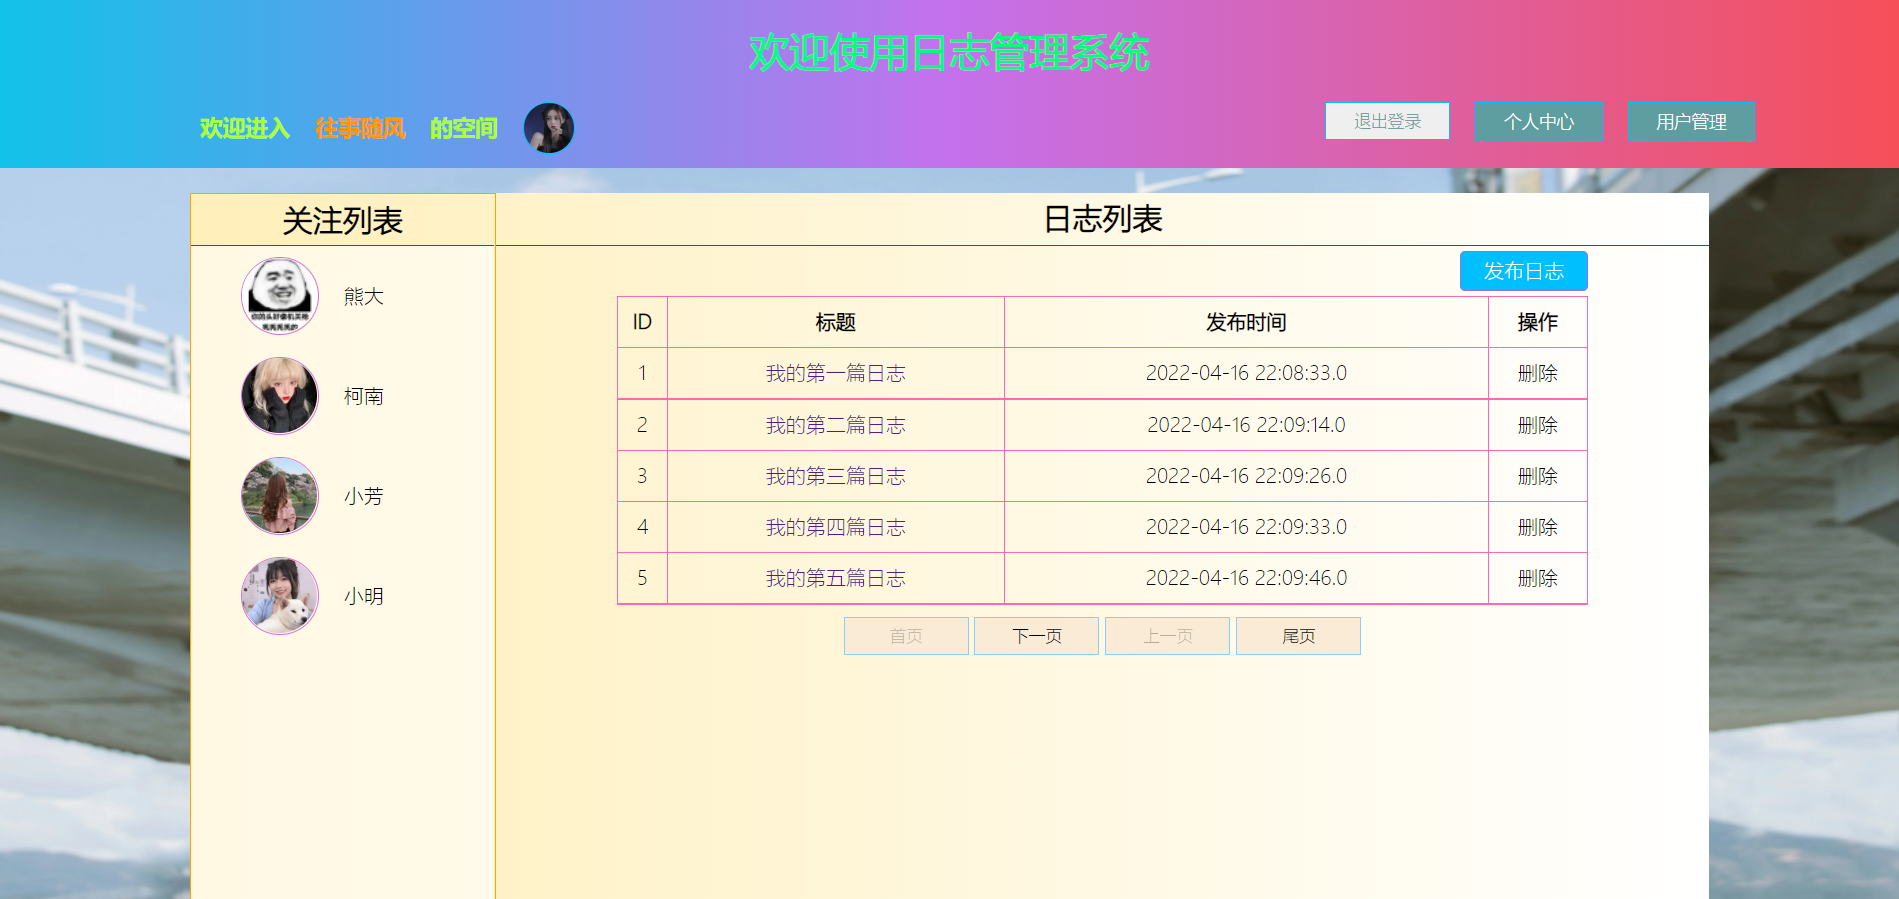 欢迎使用日志管理系统
欢迎进入 往事随风 的空间
退出登录 个人中心 用户管理
关注列表
熊大
柯南
小芳
小明
日志列表
发布日志
ID 标题 发布时间 操作
1 我的第一篇日志 2022-04-16 22:08:33.0 删除
2 我的第二篇日志 2022-04-16 22:09:14.0 删除
3 我的第三篇日志 2022-04-16 22:09:26.0 删除
4 我的第四篇日志 2022-04-16 22:09:33.0 删除
5 我的第五篇日志 2022-04-16 22:09:46.0 删除
首页 下一页 上一页 尾页